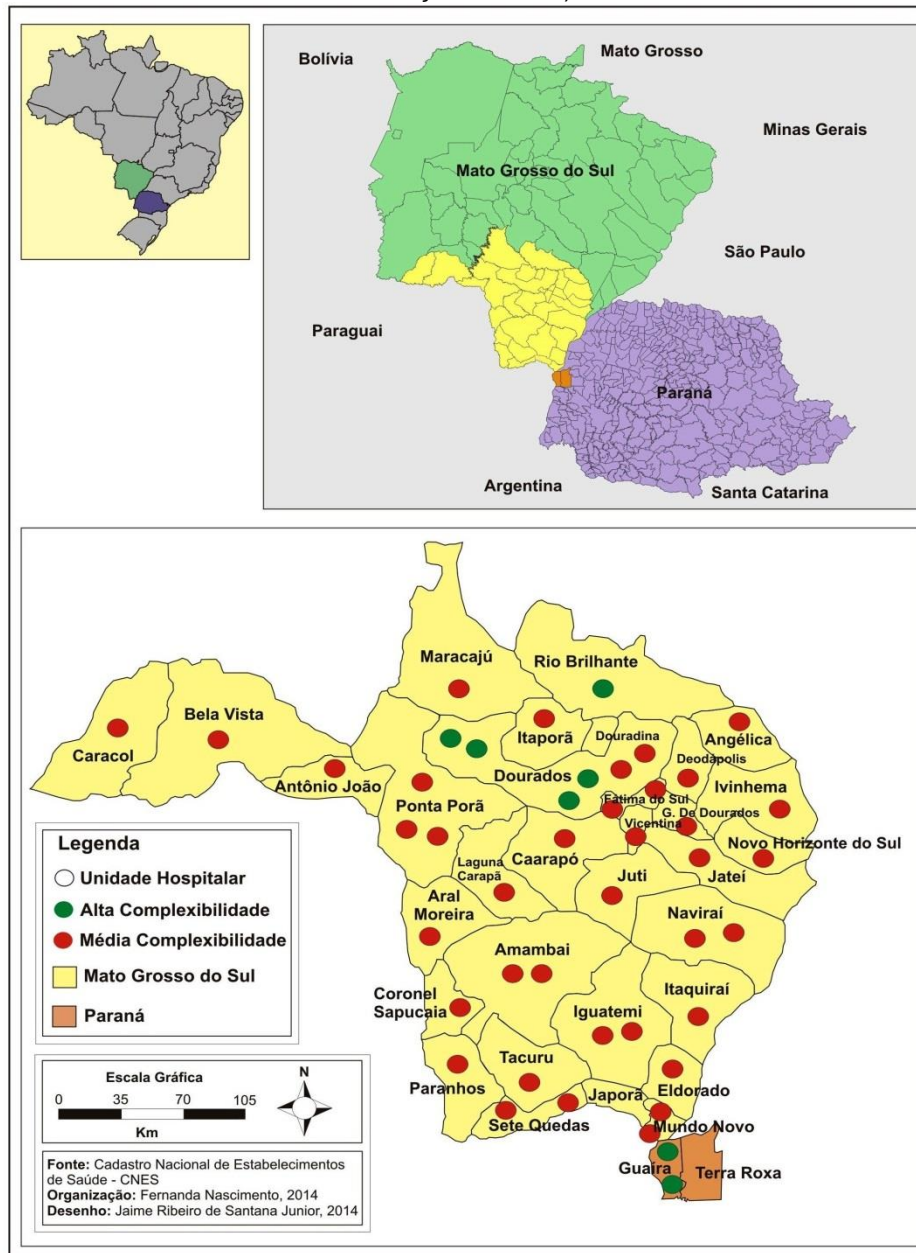 Bolívia
Mato Grosso
Minas Gerais
Mato Grosso do Sul
São Paulo
Paraguai
Paraná
Argentina
Santa Catarina
Maracajú
Rio Brilhante
Bela Vista
Caracol
Antônio João
Itaporã
Douradina
Angélica
Deodápolis
Dourados
Ivinhema
Ponta Porã
Fátima do Sul
G. De Dourados
Vicentina
Novo Horizonte do Sul
Caarapó
Laguna
Carapã
Juti
Jateí
Aral
Moreira
Naviraí
Amambai
Coronel
Sapucaia
Itaquiraí
Iguatemi
Tacuru
Paranhos
Japorã
Eldorado
Sete Quedas
Mundo Novo
Guaíra
Terra Roxa
Legenda
Unidade Hospitalar
Alta Complexibilidade
Média Complexibilidade
Mato Grosso do Sul
Paraná
Escala Gráfica
N
0 35 70 105
Km
Fonte: Cadastro Nacional de Estabelecimentos
de Saúde - CNES
Organização: Fernanda Nascimento, 2014
Desenho: Jaime Ribeiro de Santana Junior, 2014